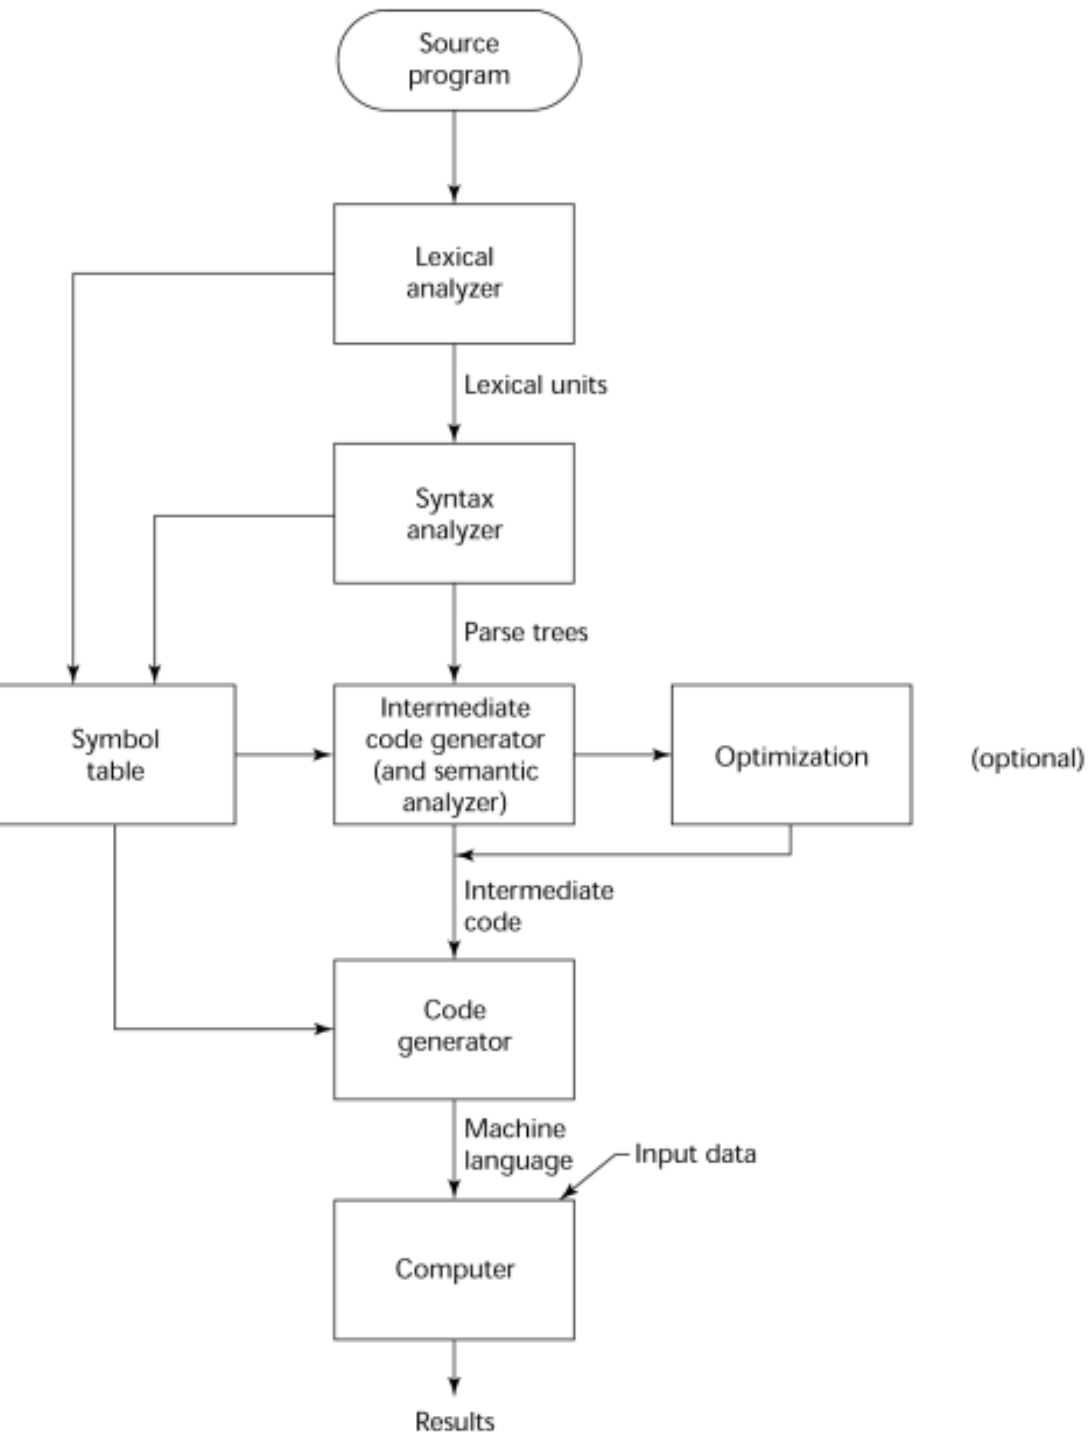 Source
program
Lexical
analyzer
Lexical units
Syntax
analyzer
Parse trees
Symbol
table
Intermediate
code generator
(and semantic
analyzer)
Optimization
(optional)
Intermediate
code
Code
generator
Machine
language
Input data
Computer
Results